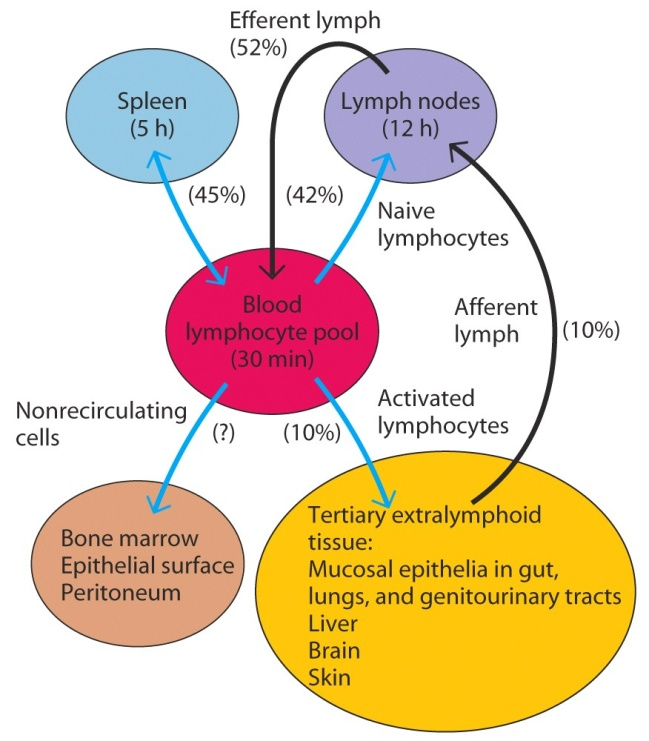 Efferent lymph
(52%)
Spleen
(5 h)
Lymph nodes
(12 h)
(45%)
(42%)
Naive
lymphocytes
Blood
lymphocyte pool
(30 min)
Afferent
lymph
(10%)
Nonrecirculating
cells
(?)
(10%)
Activated
lymphocytes
Bone marrow
Epithelial surface
Peritoneum
Tertiary extralymphoid
tissue:
Mucosal epithelia in gut,
lungs, and genitourinary tracts
Liver
Brain
Skin